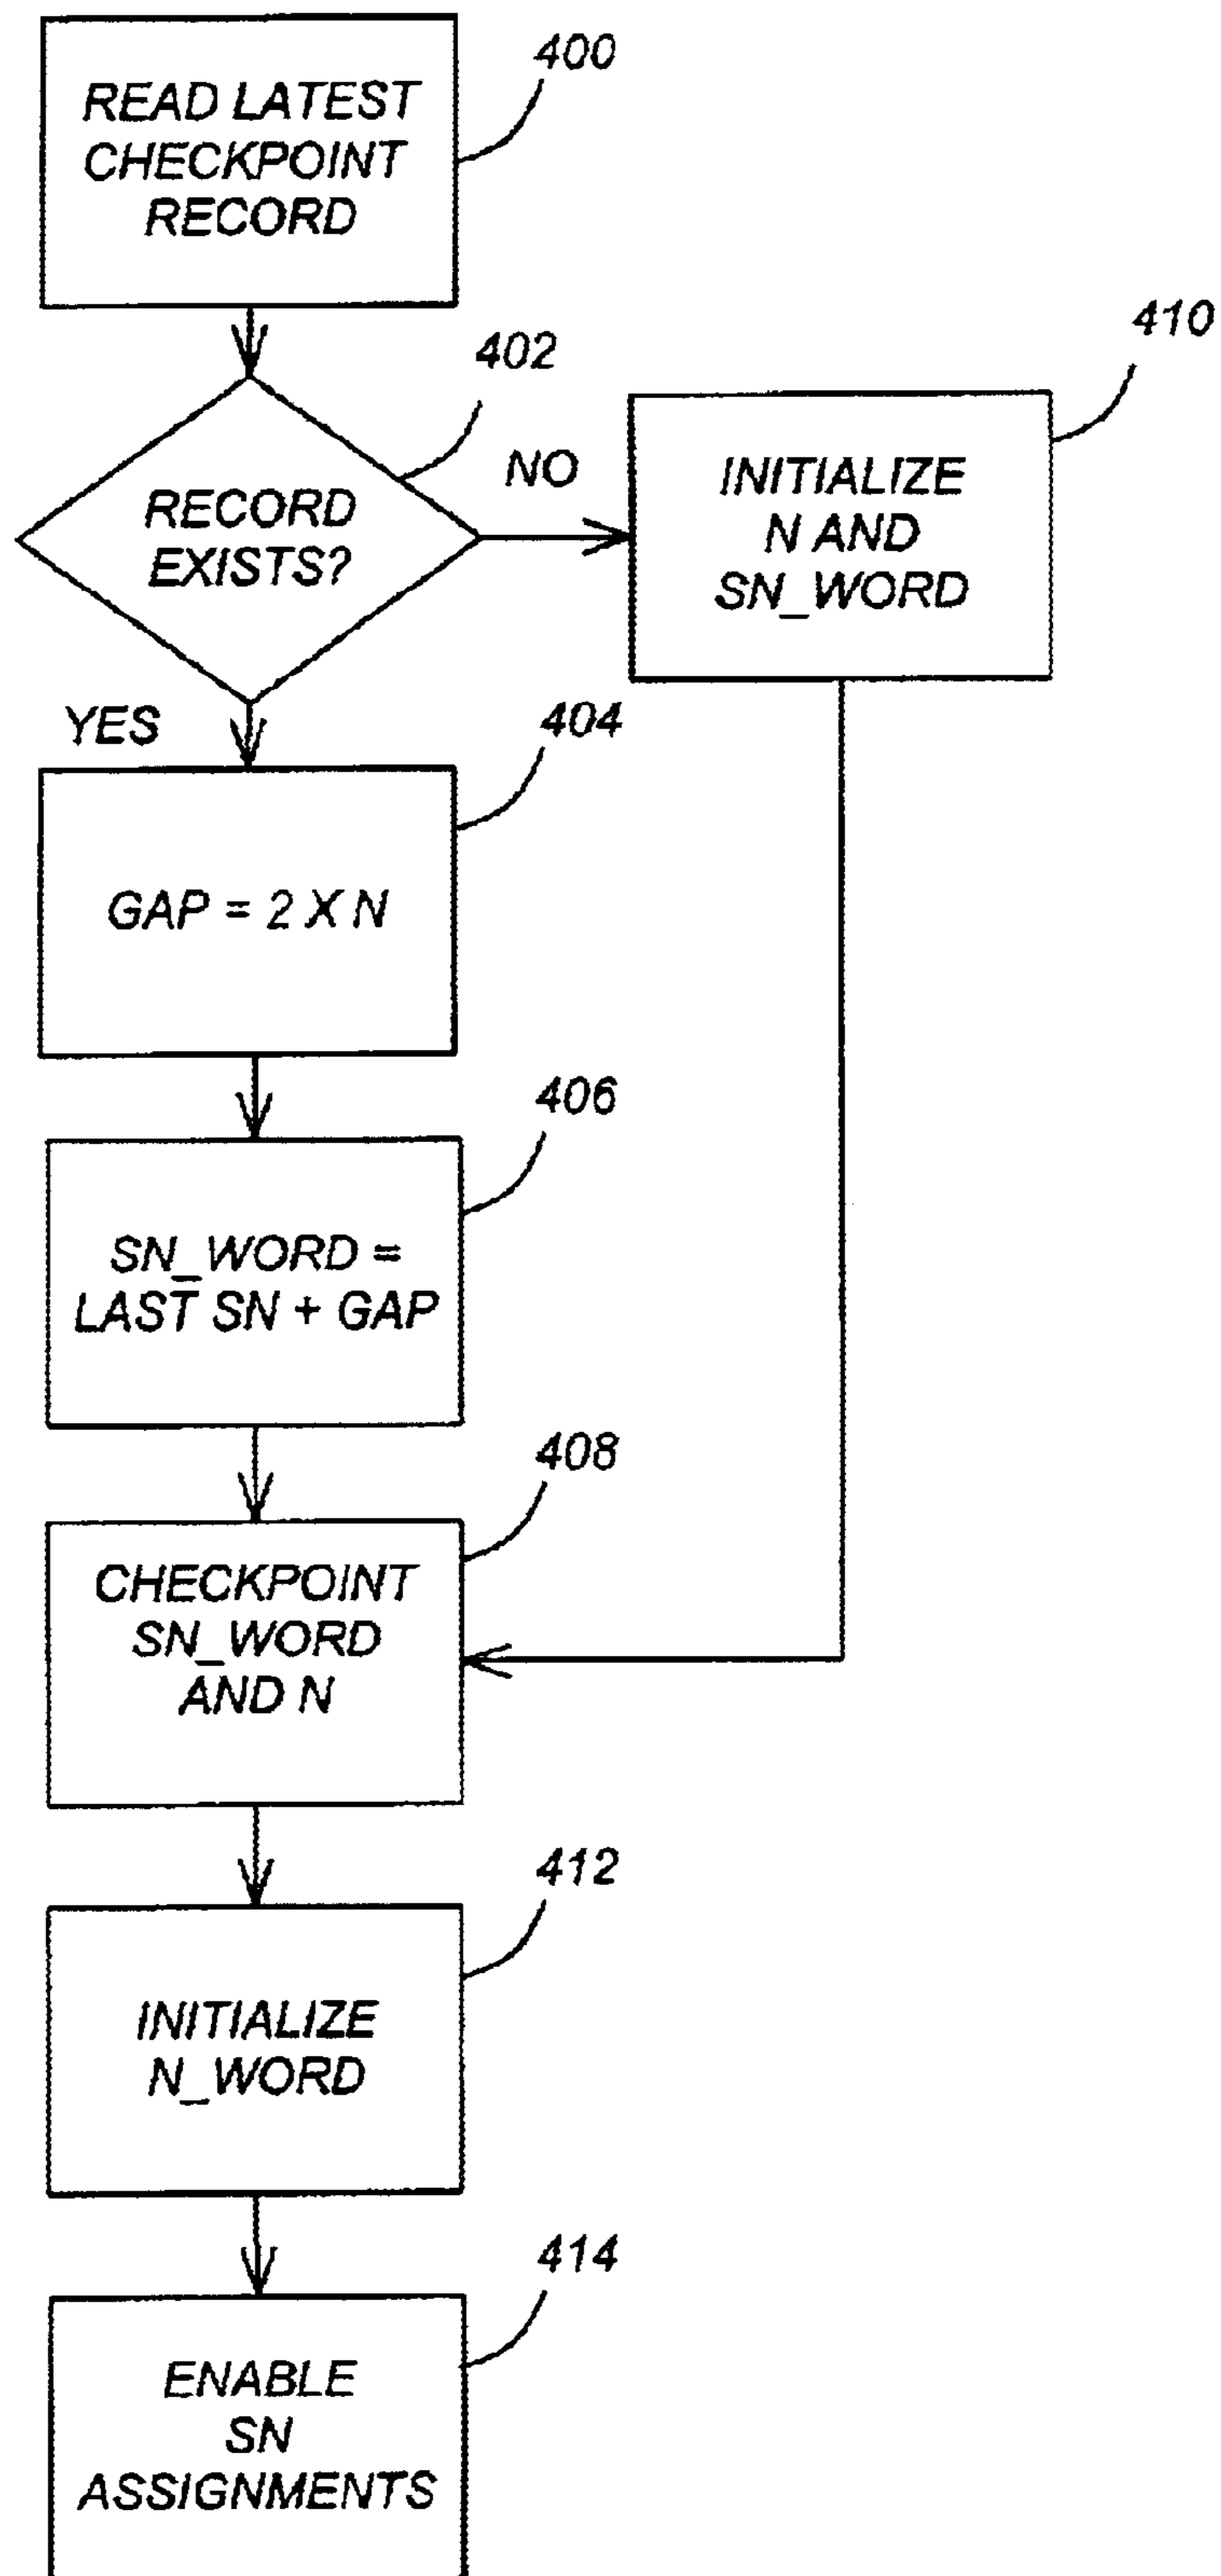 400
READ LATEST
CHECKPOINT
RECORD
402
410
NO
RECORD
EXISTS?
INITIALIZE
N AND
SN_WORD
YES
404
GAP = 2 X N
406
SN_WORD =
LAST SN + GAP
408
CHECKPOINT
SN_WORD
AND N
412
INITIALIZE
N_WORD
414
ENABLE
SN
ASSIGNMENTS